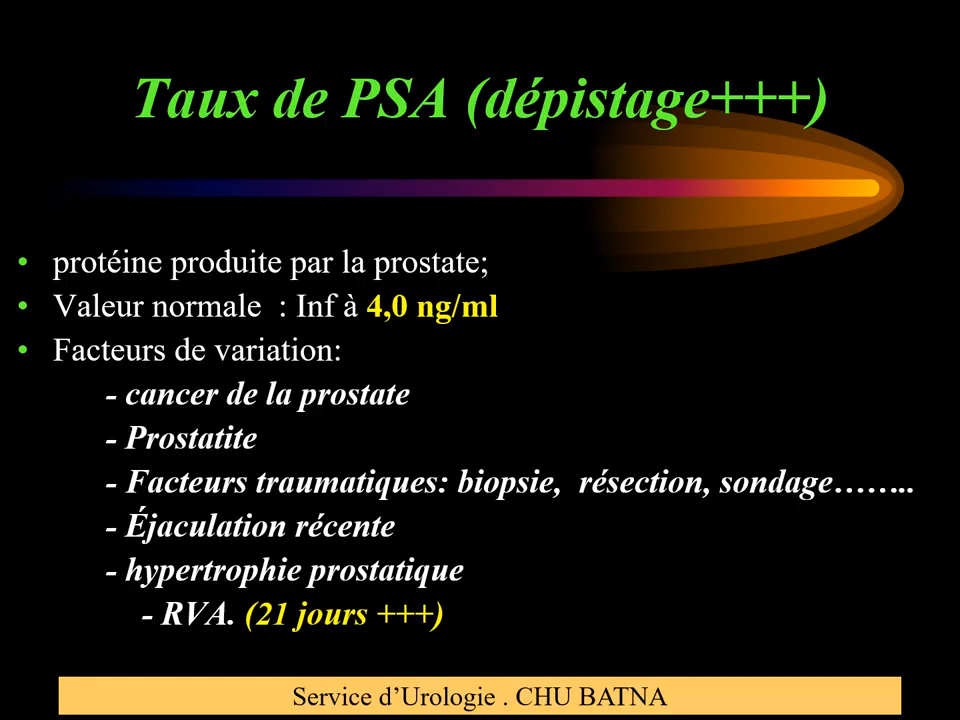 Taux de PSA (dépistage+++)
• protéine produite par la prostate;
• Valeur normale : Inf à 4,0 ng/ml
• Facteurs de variation:
- cancer de la prostate
- Prostatite
- Facteurs traumatiques: biopsie, résection, sondage……..
- Éjaculation récente
- hypertrophie prostatique
- RVA. (21 jours +++)
Service d’Urologie . CHU BATNA